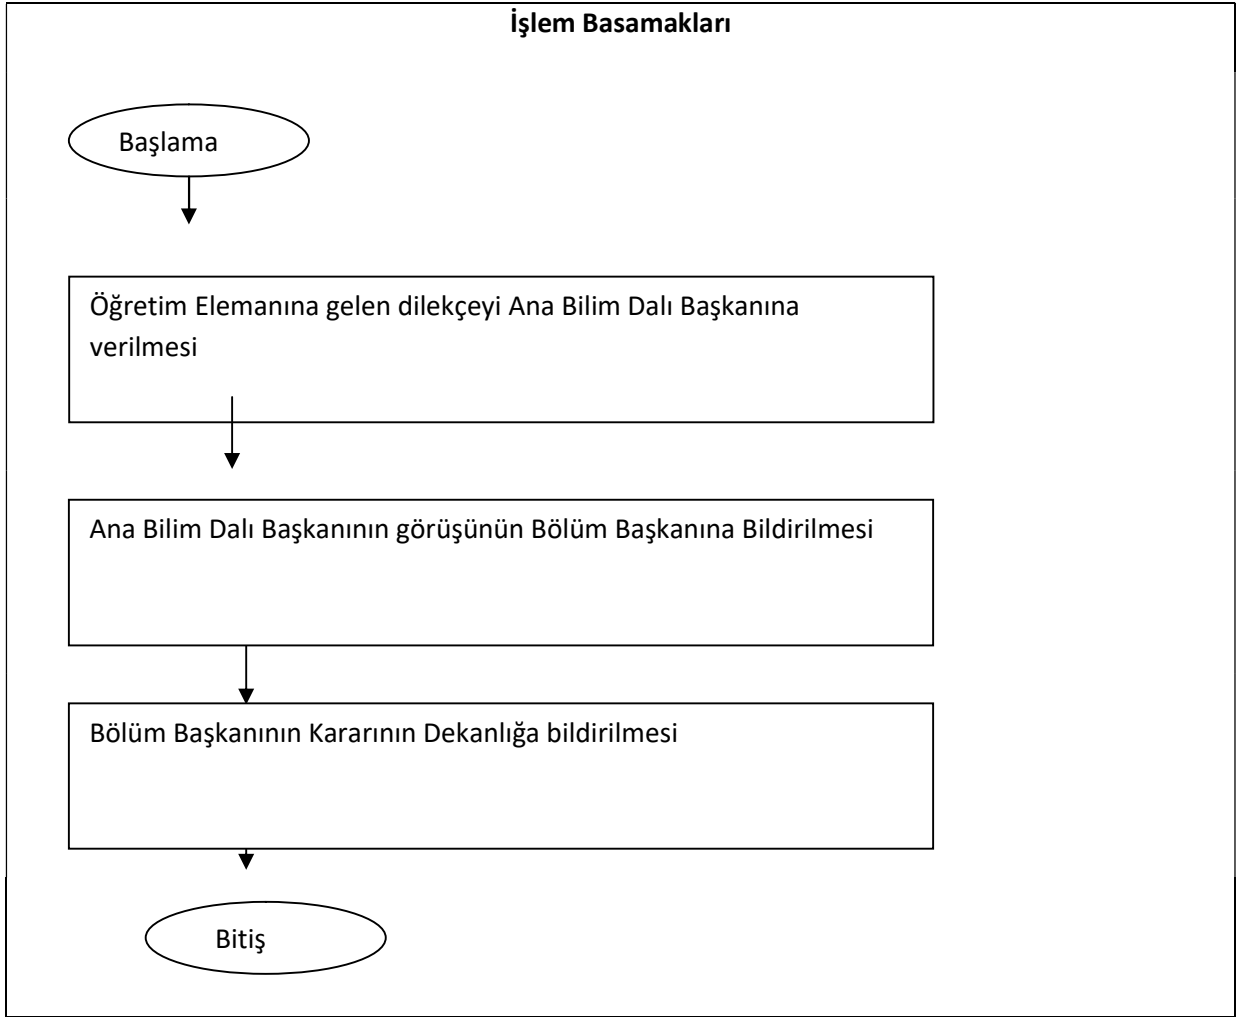 İşlem Basamakları
Başlama
Öğretim Elemanına gelen dilekçeyi Ana Bilim Dalı Başkanına
verilmesi
Ana Bilim Dalı Başkanının görüşünün Bölüm Başkanına Bildirilmesi
Bölüm Başkanının Kararının Dekanlığa bildirilmesi
Bitiş